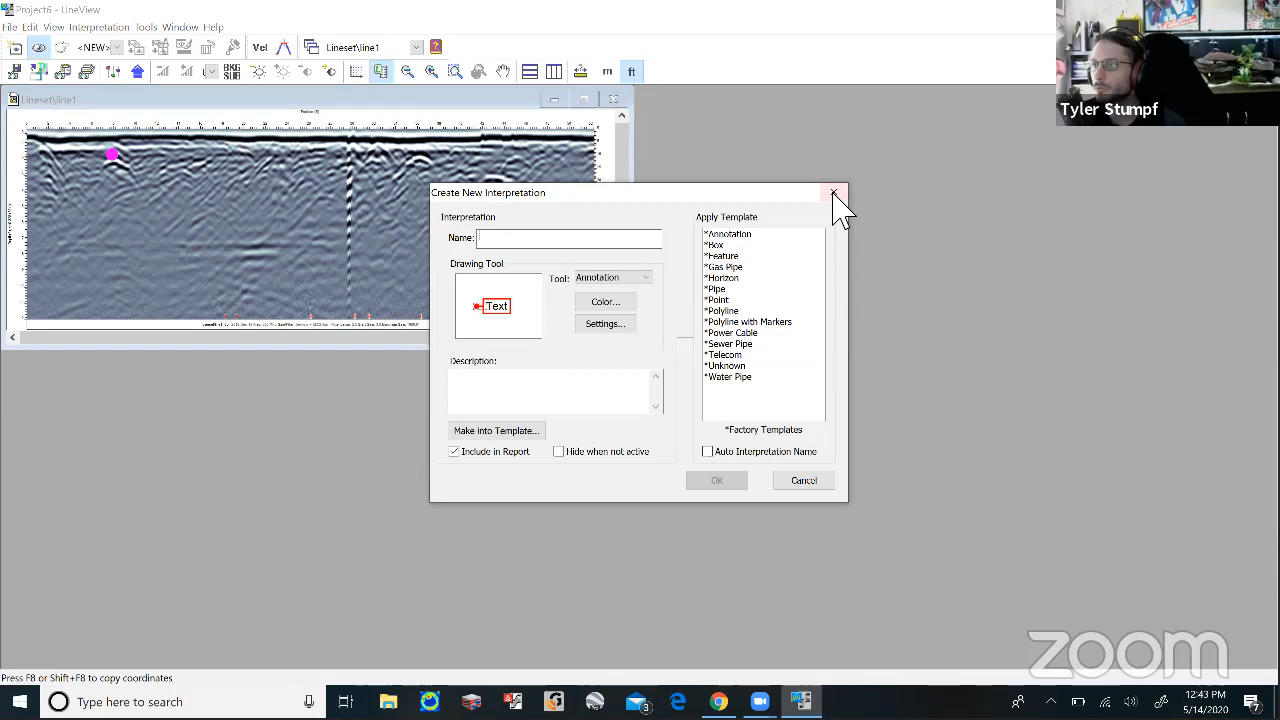 Project6 - LineView
File Edit View Interpretation Tools Window Help
<NEW> Vel Lineset\line1
BKG SUB m ft
Tyler Stumpf
Lineset\line1
Position (ft)
Create New Interpretation
Interpretation
Name:
Drawing Tool
Tool: Annotation
Color...
Settings...
.Text
Description:
Make into Template...
Include in Report
Hide when not active
Apply Template
*Annotation
*Box
*Feature
*Gas Pipe
*Horizon
*Pipe
*Point
*Polyline
*Polyline with Markers
*Power Cable
*Sewer Pipe
*Telecom
*Unknown
*Water Pipe
*Factory Templates
Auto Interpretation Name
OK
Cancel
zoom
Press F8 or Shift+F8 to copy coordinates
Type here to search
3
12:43 PM
5/14/2020
7